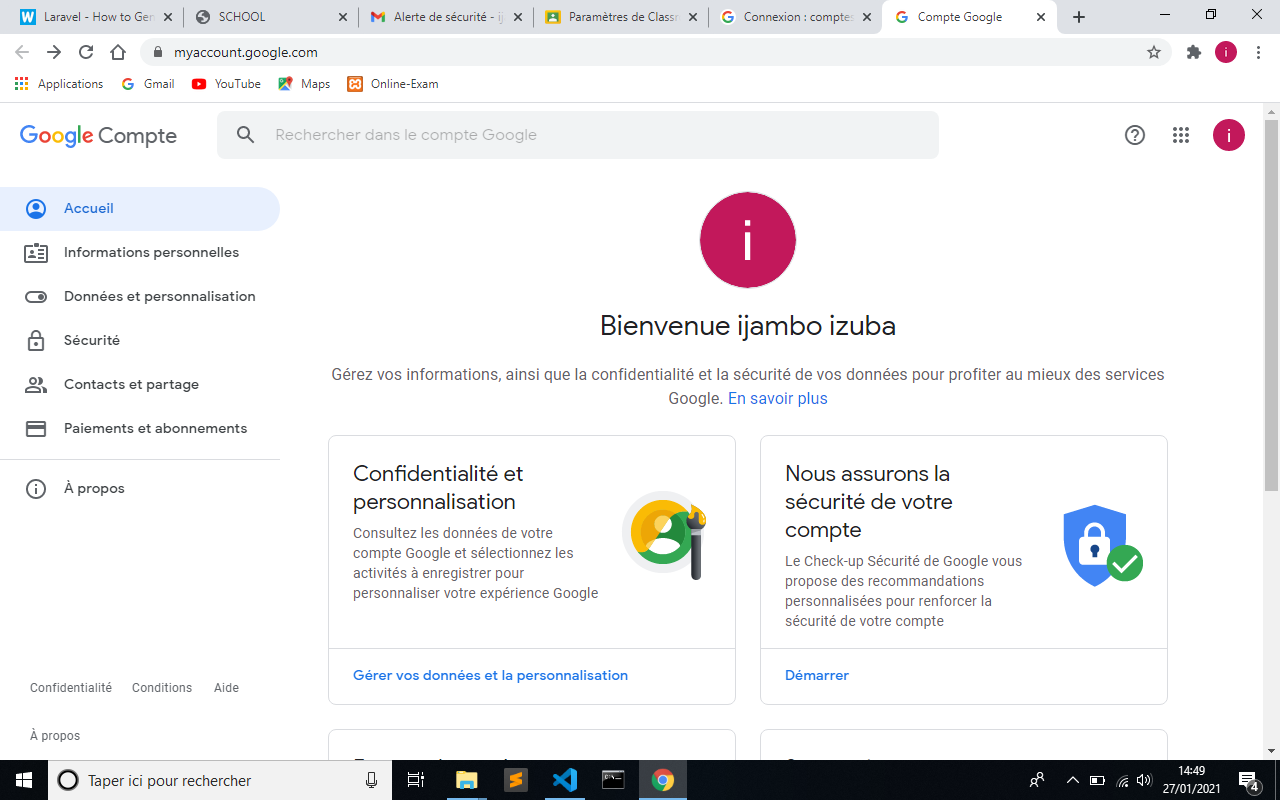 Laravel - How to Ger
SCHOOL
Alerte de sécurité - ij
Paramètres de Classr
Connexion : comptes
Compte Google
myaccount.google.com
i
Applications
Gmail
YouTube
Maps
Online-Exam
Google Compte
Rechercher dans le compte Google
i
Accueil
Informations personnelles
Données et personnalisation
Sécurité
Contacts et partage
Paiements et abonnements
À propos
Confidentialité
Conditions
Aide
À propos
i
Bienvenue ijambo izuba
Gérez vos informations, ainsi que la confidentialité et la sécurité de vos données pour profiter au mieux des services
Google. En savoir plus
Confidentialité et
personnalisation
Consultez les données de votre
compte Google et sélectionnez les
activités à enregistrer pour
personnaliser votre expérience Google
Gérer vos données et la personnalisation
Nous assurons la
sécurité de votre
compte
Le Check-up Sécurité de Google vous
propose des recommandations
personnalisées pour renforcer la
sécurité de votre compte
Démarrer
Taper ici pour rechercher
14:49
27/01/2021
4